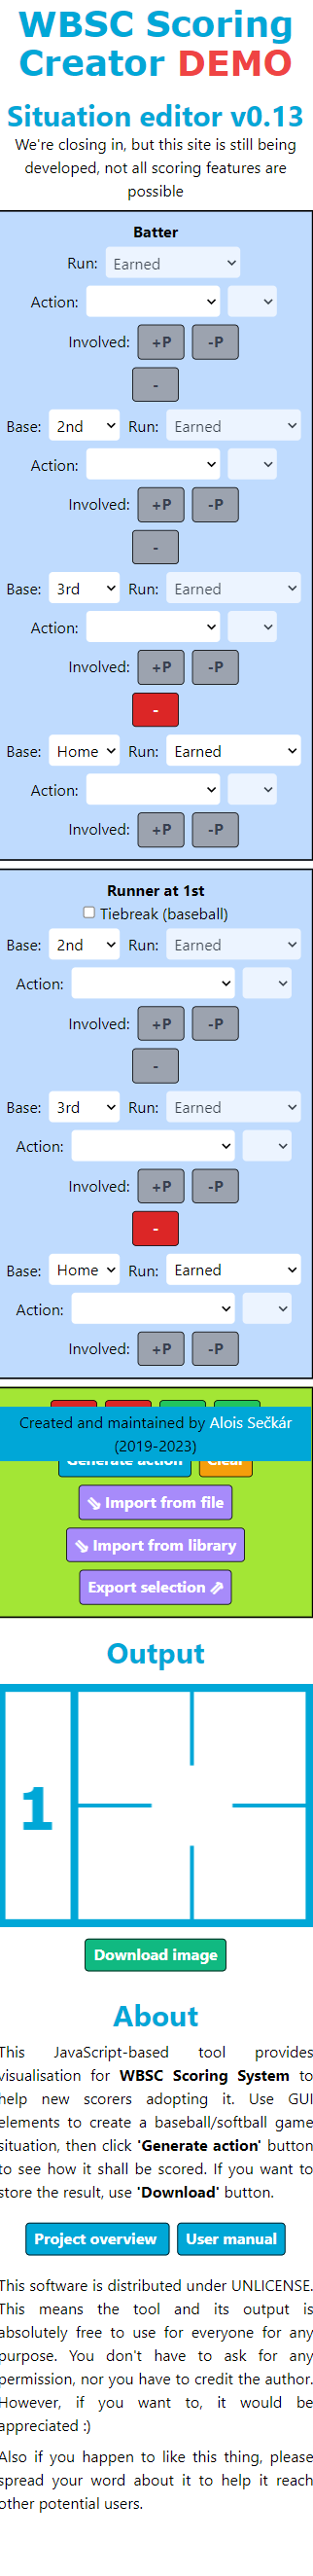 WBSC Scoring
Creator DEMO
Situation editor v0.13
We're closing in, but this site is still being
developed, not all scoring features are
possible
Batter
Run: Earned
Action:
Involved: +P -P
-
Base: 2nd Run: Earned
Action:
Involved: +P -P
-
Base: 3rd Run: Earned
Action:
Involved: +P -P
-
Base: Home Run: Earned
Action:
Involved: +P -P
Runner at 1st
Tiebreak (baseball)
Base: 2nd Run: Earned
Action:
Involved: +P -P
-
Base: 3rd Run: Earned
Action:
Involved: +P -P
-
Base: Home Run: Earned
Action:
Involved: +P -P
Created and maintained by Alois Sečkár
(2019-2023)
Generate action Clear
⇘ Import from file
⇘ Import from library
Export selection ⇗
Output
1
Download image
About
This JavaScript-based tool provides
visualisation for WBSC Scoring System to
help new scorers adopting it. Use GUI
elements to create a baseball/softball game
situation, then click 'Generate action' button
to see how it shall be scored. If you want to
store the result, use 'Download' button.
Project overview User manual
This software is distributed under UNLICENSE.
This means the tool and its output is
absolutely free to use for everyone for any
purpose. You don't have to ask for any
permission, nor you have to credit the author.
However, if you want to, it would be
appreciated :)
Also if you happen to like this thing, please
spread your word about it to help it reach
other potential users.